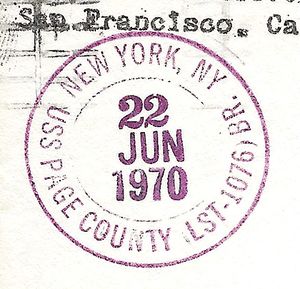 San Francisco. Ca
USS PAGE COUNTY (LST-1076) BR.
NEW YORK, NY.
22
JUN
1970